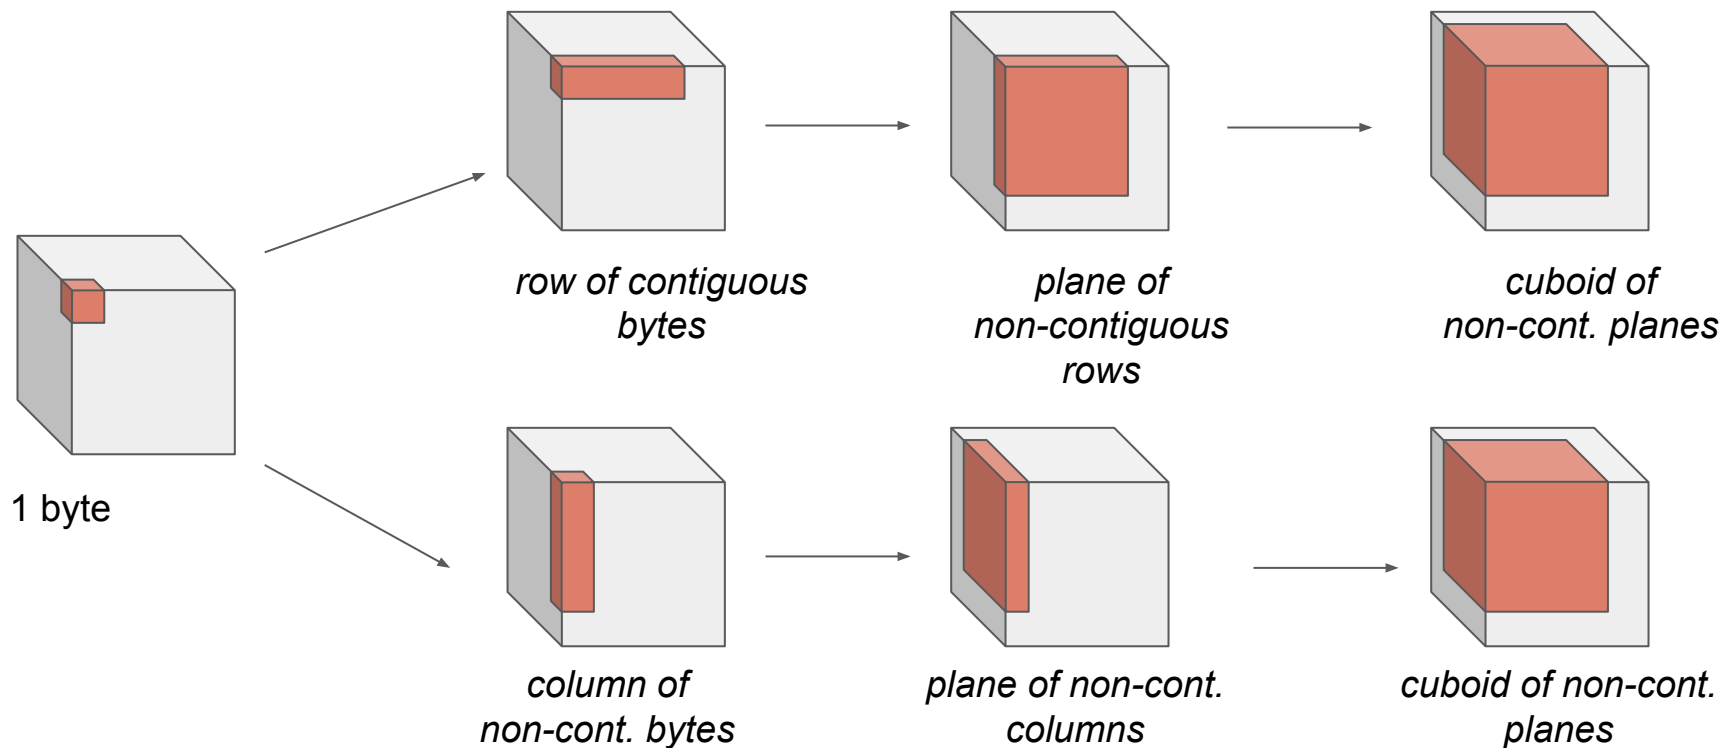 1 byte
row of contiguous
bytes
plane of
non-contiguous
rows
cuboid of
non-cont. planes
column of
non-cont. bytes
plane of non-cont.
columns
cuboid of non-cont.
planes